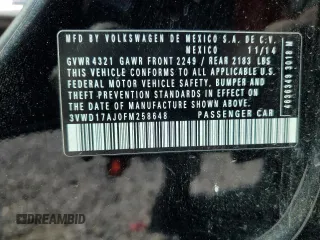 MFD. BY VOLKSWAGEN DE MEXICO S.A. DE C.V.
MEXICO 11/14
GVWR 4321 GAWR FRONT 2249 / REAR 2183 LBS
THIS VEHICLE CONFORMS TO ALL APPLICABLE U.S.
FEDERAL MOTOR VEHICLE SAFETY, BUMPER AND
THEFT PREVENTION STANDARDS IN EFFECT ON THE
DATE OF MANUFACTURE SHOWN ABOVE.
3VWD17AJ0FM258648 PASSENGER CAR
4636349 3018 M
DREAMBID